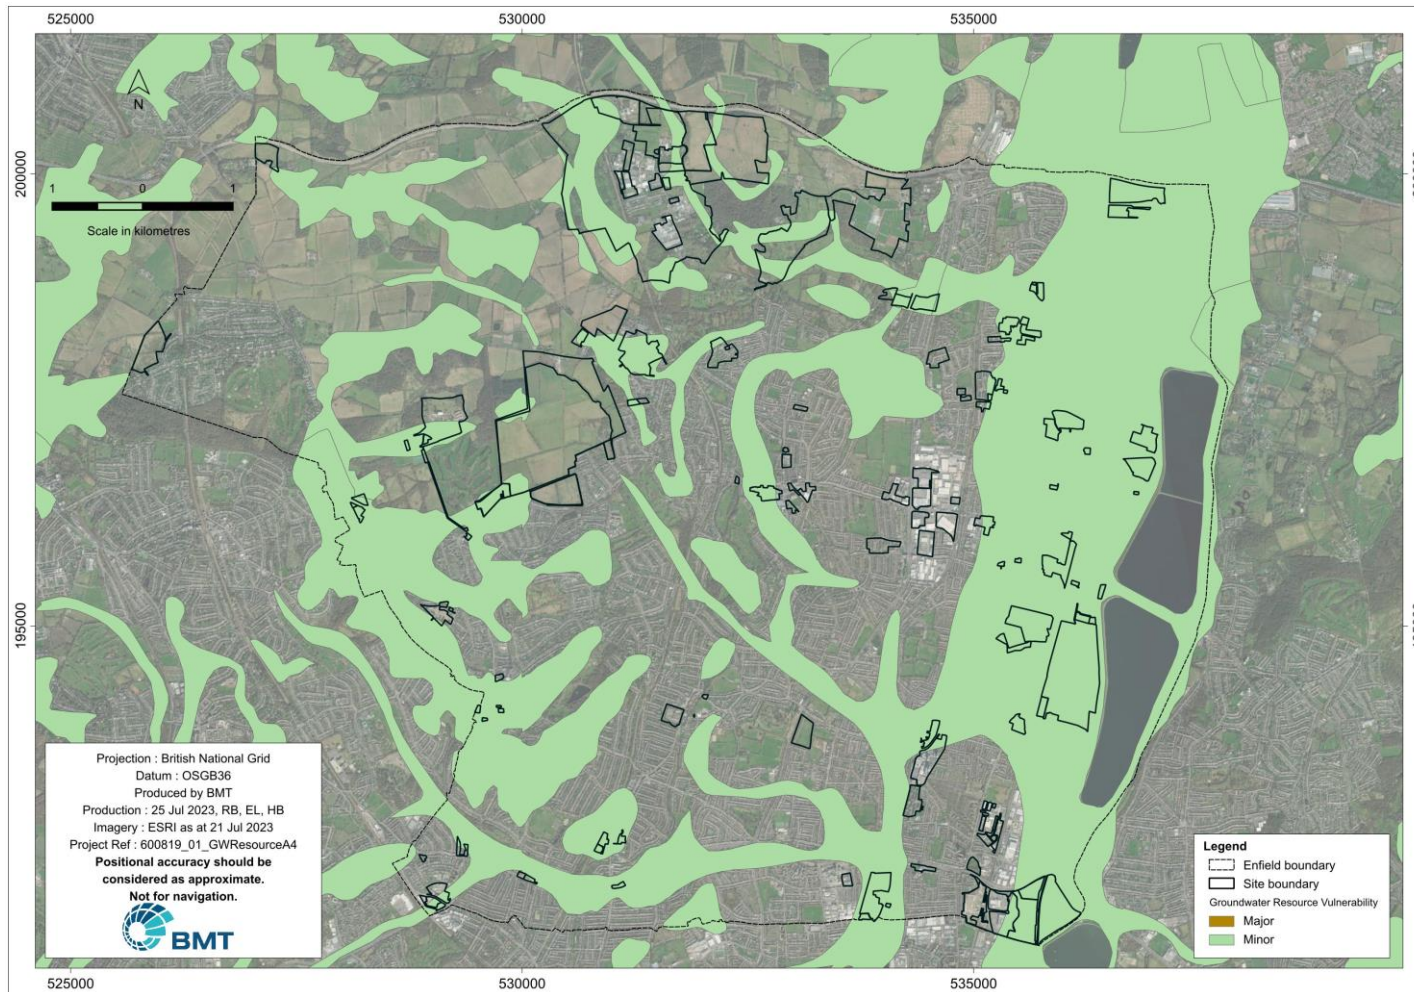 525000
530000
535000
N
200000
1
0
1
Scale in kilometres
195000
Projection : British National Grid
Datum : OSGB36
Produced by BMT
Production : 25 Jul 2023, RB, EL, HB
Imagery : ESRI as at 21 Jul 2023
Project Ref : 600819_01_GWResourceA4
Positional accuracy should be
considered as approximate.
Not for navigation.
BMT
Legend
Enfield boundary
Site boundary
Groundwater Resource Vulnerability
Major
Minor
525000
530000
535000